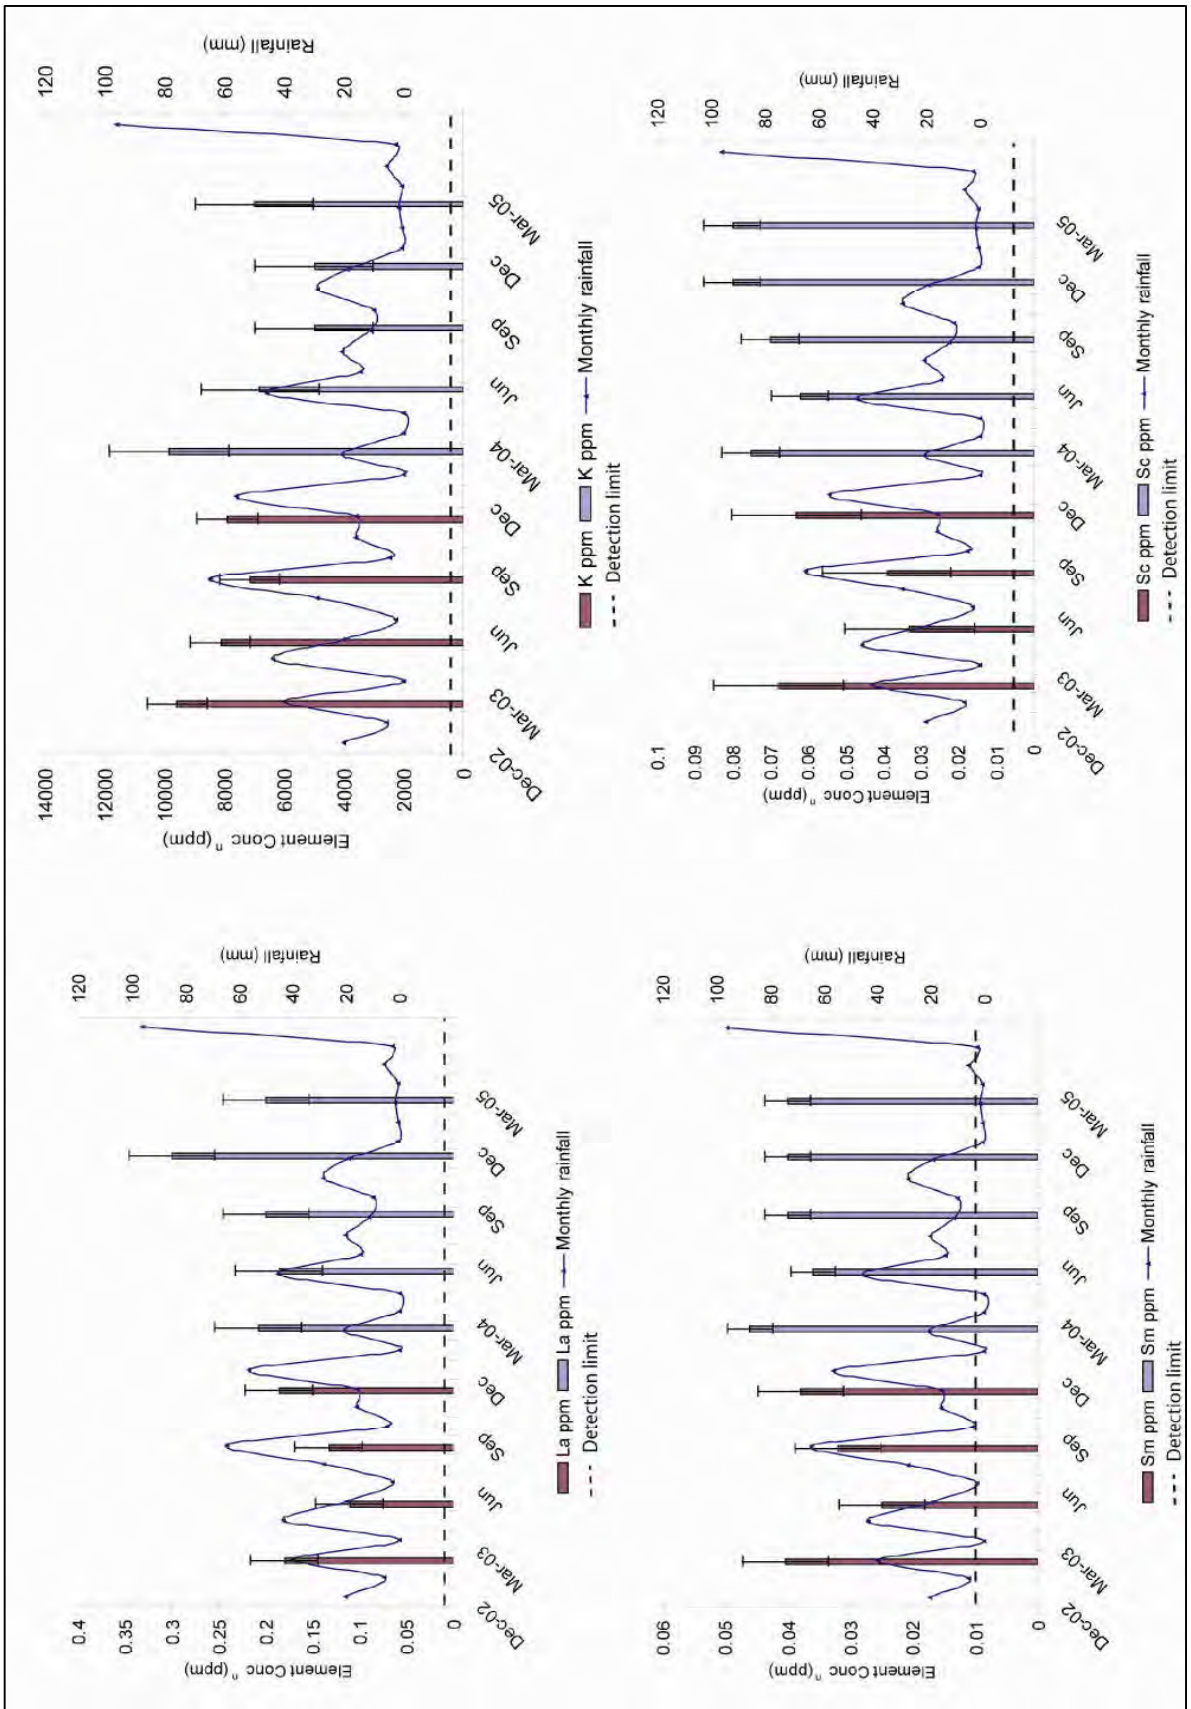 Element Conc ⁿ (ppm)
0.4
0.35
0.3
0.25
0.2
0.15
0.1
0.05
0
Rainfall (mm)
120
100
80
60
40
20
0
Dec-02
Mar-03
Jun
Sep
Dec
Mar-04
Jun
Sep
Dec
Mar-05
La ppm La ppm Monthly rainfall
Detection limit
Element Conc ⁿ (ppm)
14000
12000
10000
8000
6000
4000
2000
0
Rainfall (mm)
120
100
80
60
40
20
0
Dec-02
Mar-03
Jun
Sep
Dec
Mar-04
Jun
Sep
Dec
Mar-05
K ppm K ppm Monthly rainfall
Detection limit
Element Conc ⁿ (ppm)
0.06
0.05
0.04
0.03
0.02
0.01
0
Rainfall (mm)
120
100
80
60
40
20
0
Dec-02
Mar-03
Jun
Sep
Dec
Mar-04
Jun
Sep
Dec
Mar-05
Sm ppm Sm ppm Monthly rainfall
Detection limit
Element Conc ⁿ (ppm)
0.1
0.09
0.08
0.07
0.06
0.05
0.04
0.03
0.02
0.01
0
Rainfall (mm)
120
100
80
60
40
20
0
Dec-02
Mar-03
Jun
Sep
Dec
Mar-04
Jun
Sep
Dec
Mar-05
Sc ppm Sc ppm Monthly rainfall
Detection limit